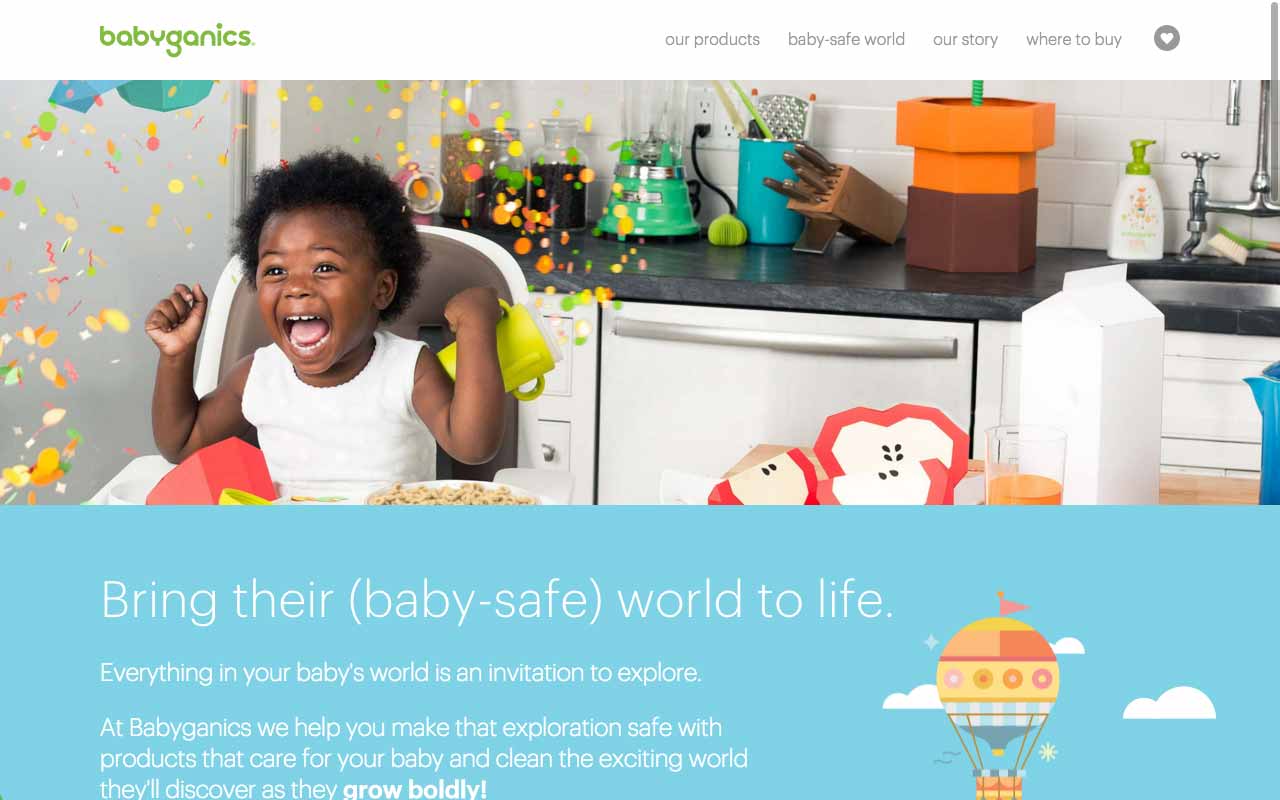 babyganics
our products
baby-safe world
our story
where to buy
Bring their (baby-safe) world to life.
Everything in your baby's world is an invitation to explore.
At Babyganics we help you make that exploration safe with
products that care for your baby and clean the exciting world
they'll discover as they grow boldly!